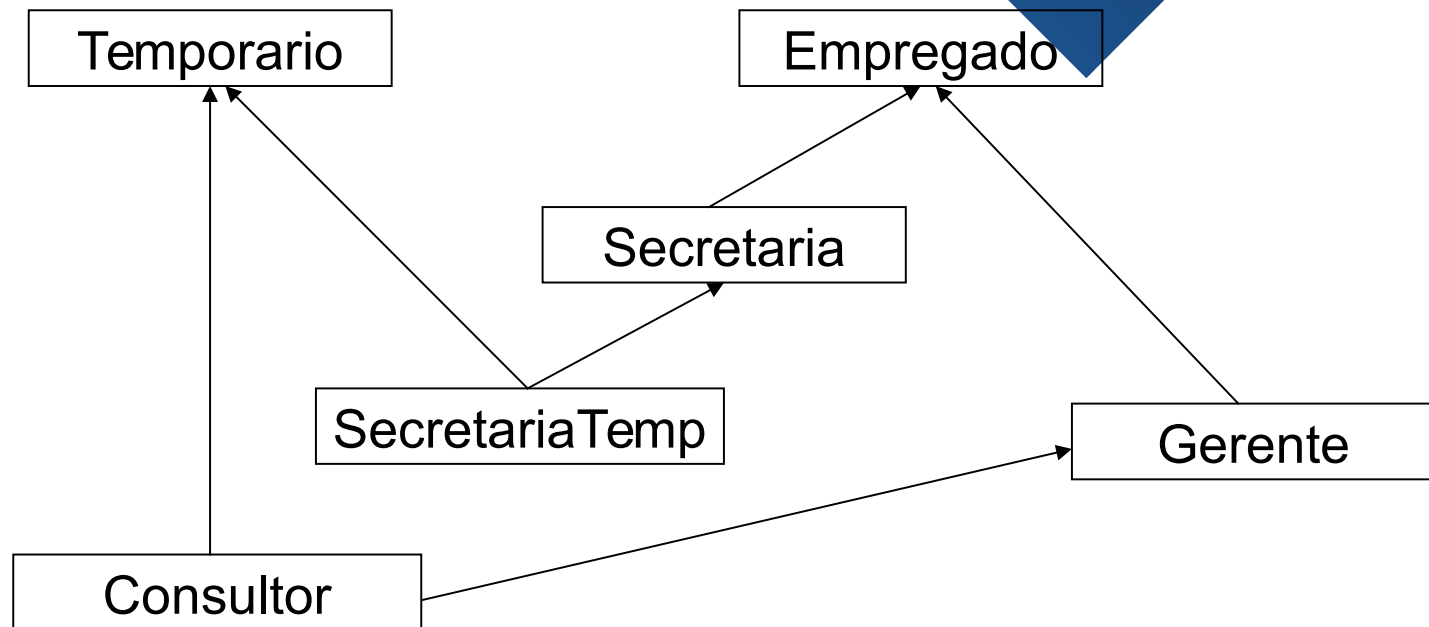 Temporario
Empregado
Secretaria
SecretariaTemp
Gerente
Consultor